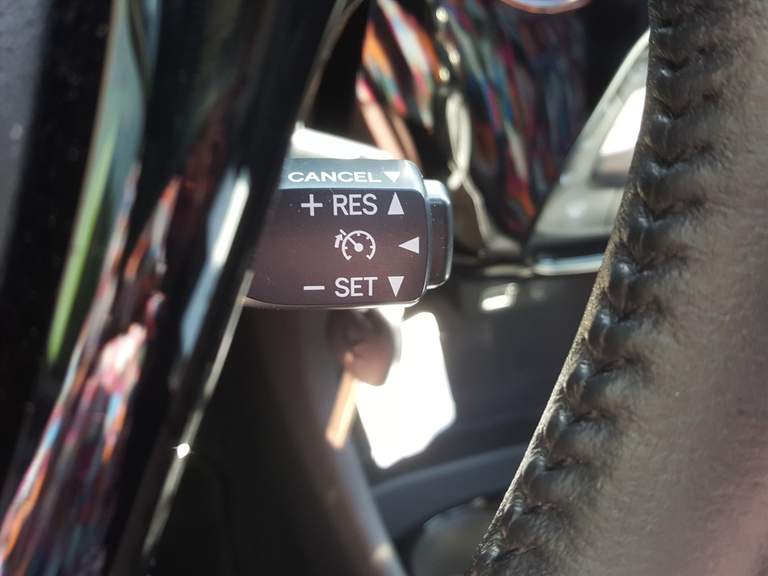 CANCEL▼
+ RES ▲
◀
− SET ▼